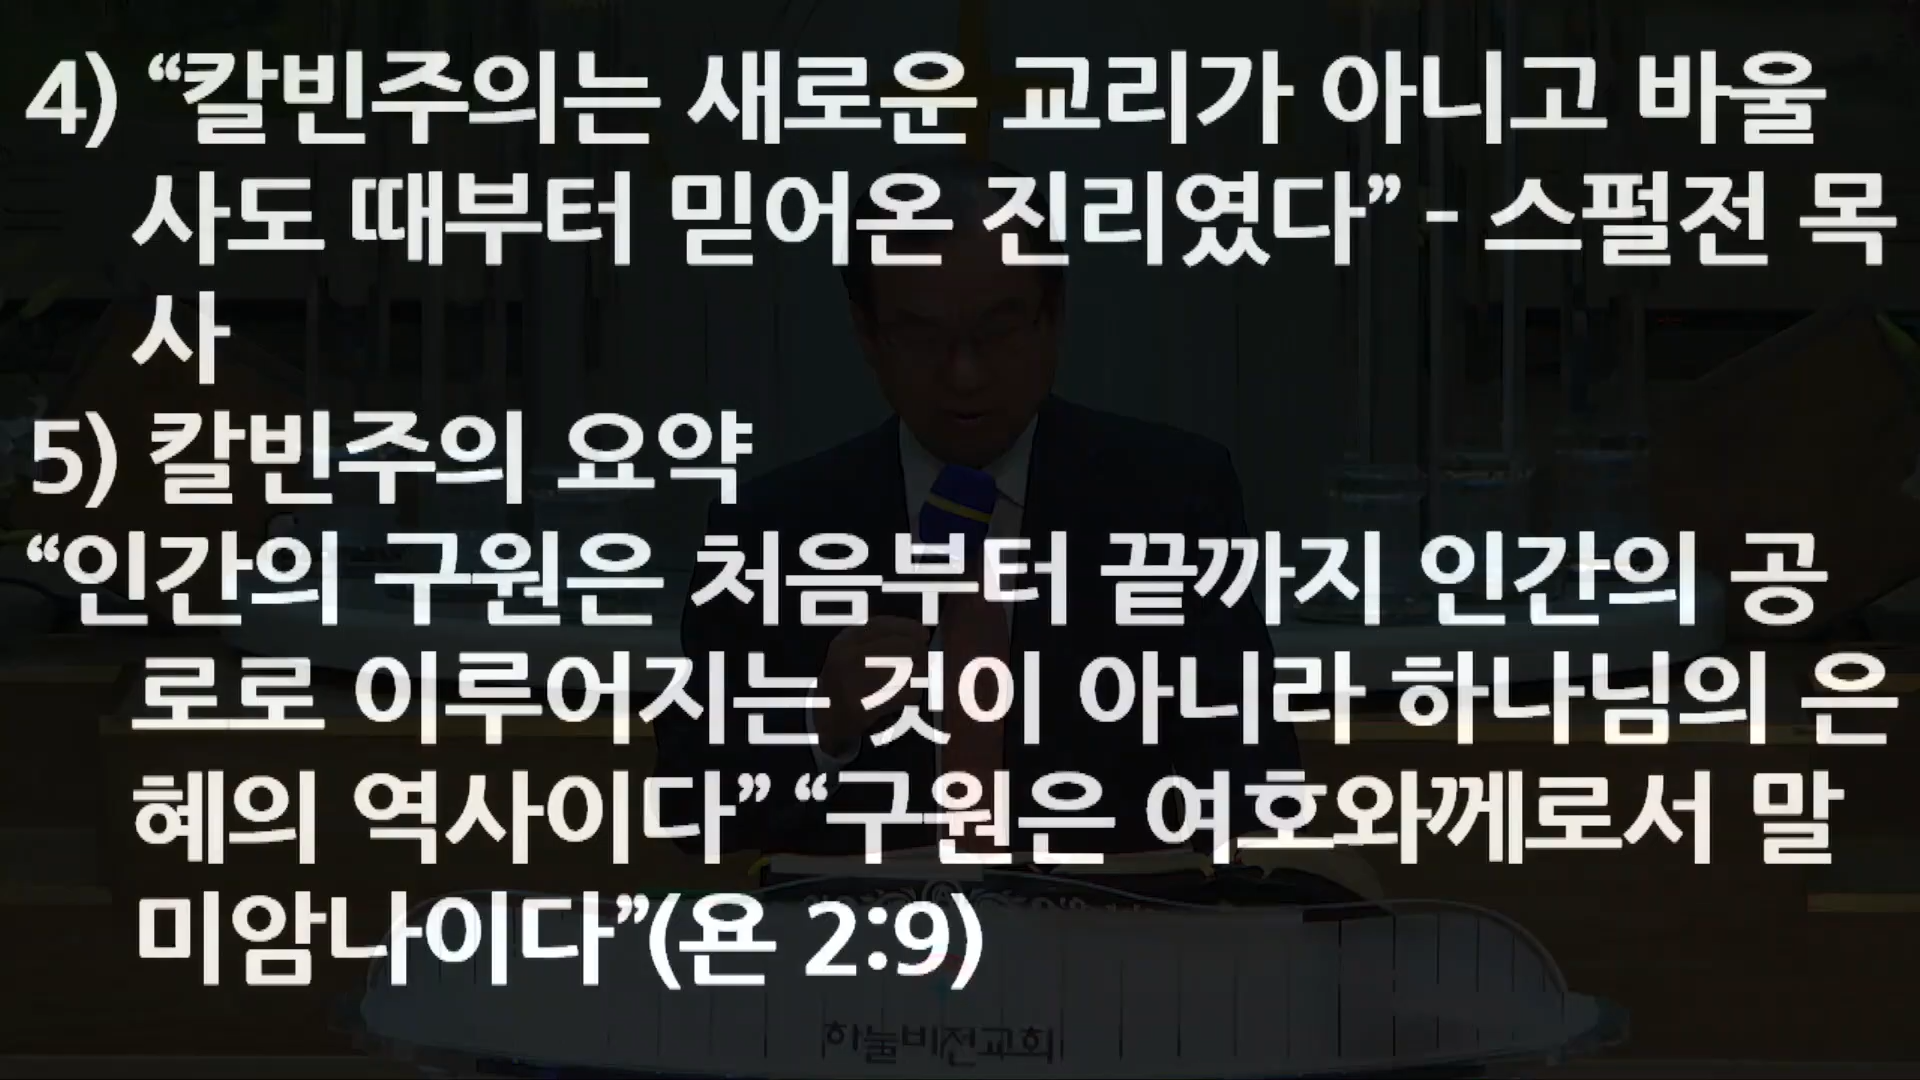 4) “칼빈주의는 새로운 교리가 아니고 바울
사도 때부터 믿어온 진리였다” - 스펄전 목
사
5) 칼빈주의 요약
“인간의 구원은 처음부터 끝까지 인간의 공
로로 이루어지는 것이 아니라 하나님의 은
혜의 역사이다” “구원은 여호와께로서 말
미암나이다”(욘 2:9)
하늘비전교회